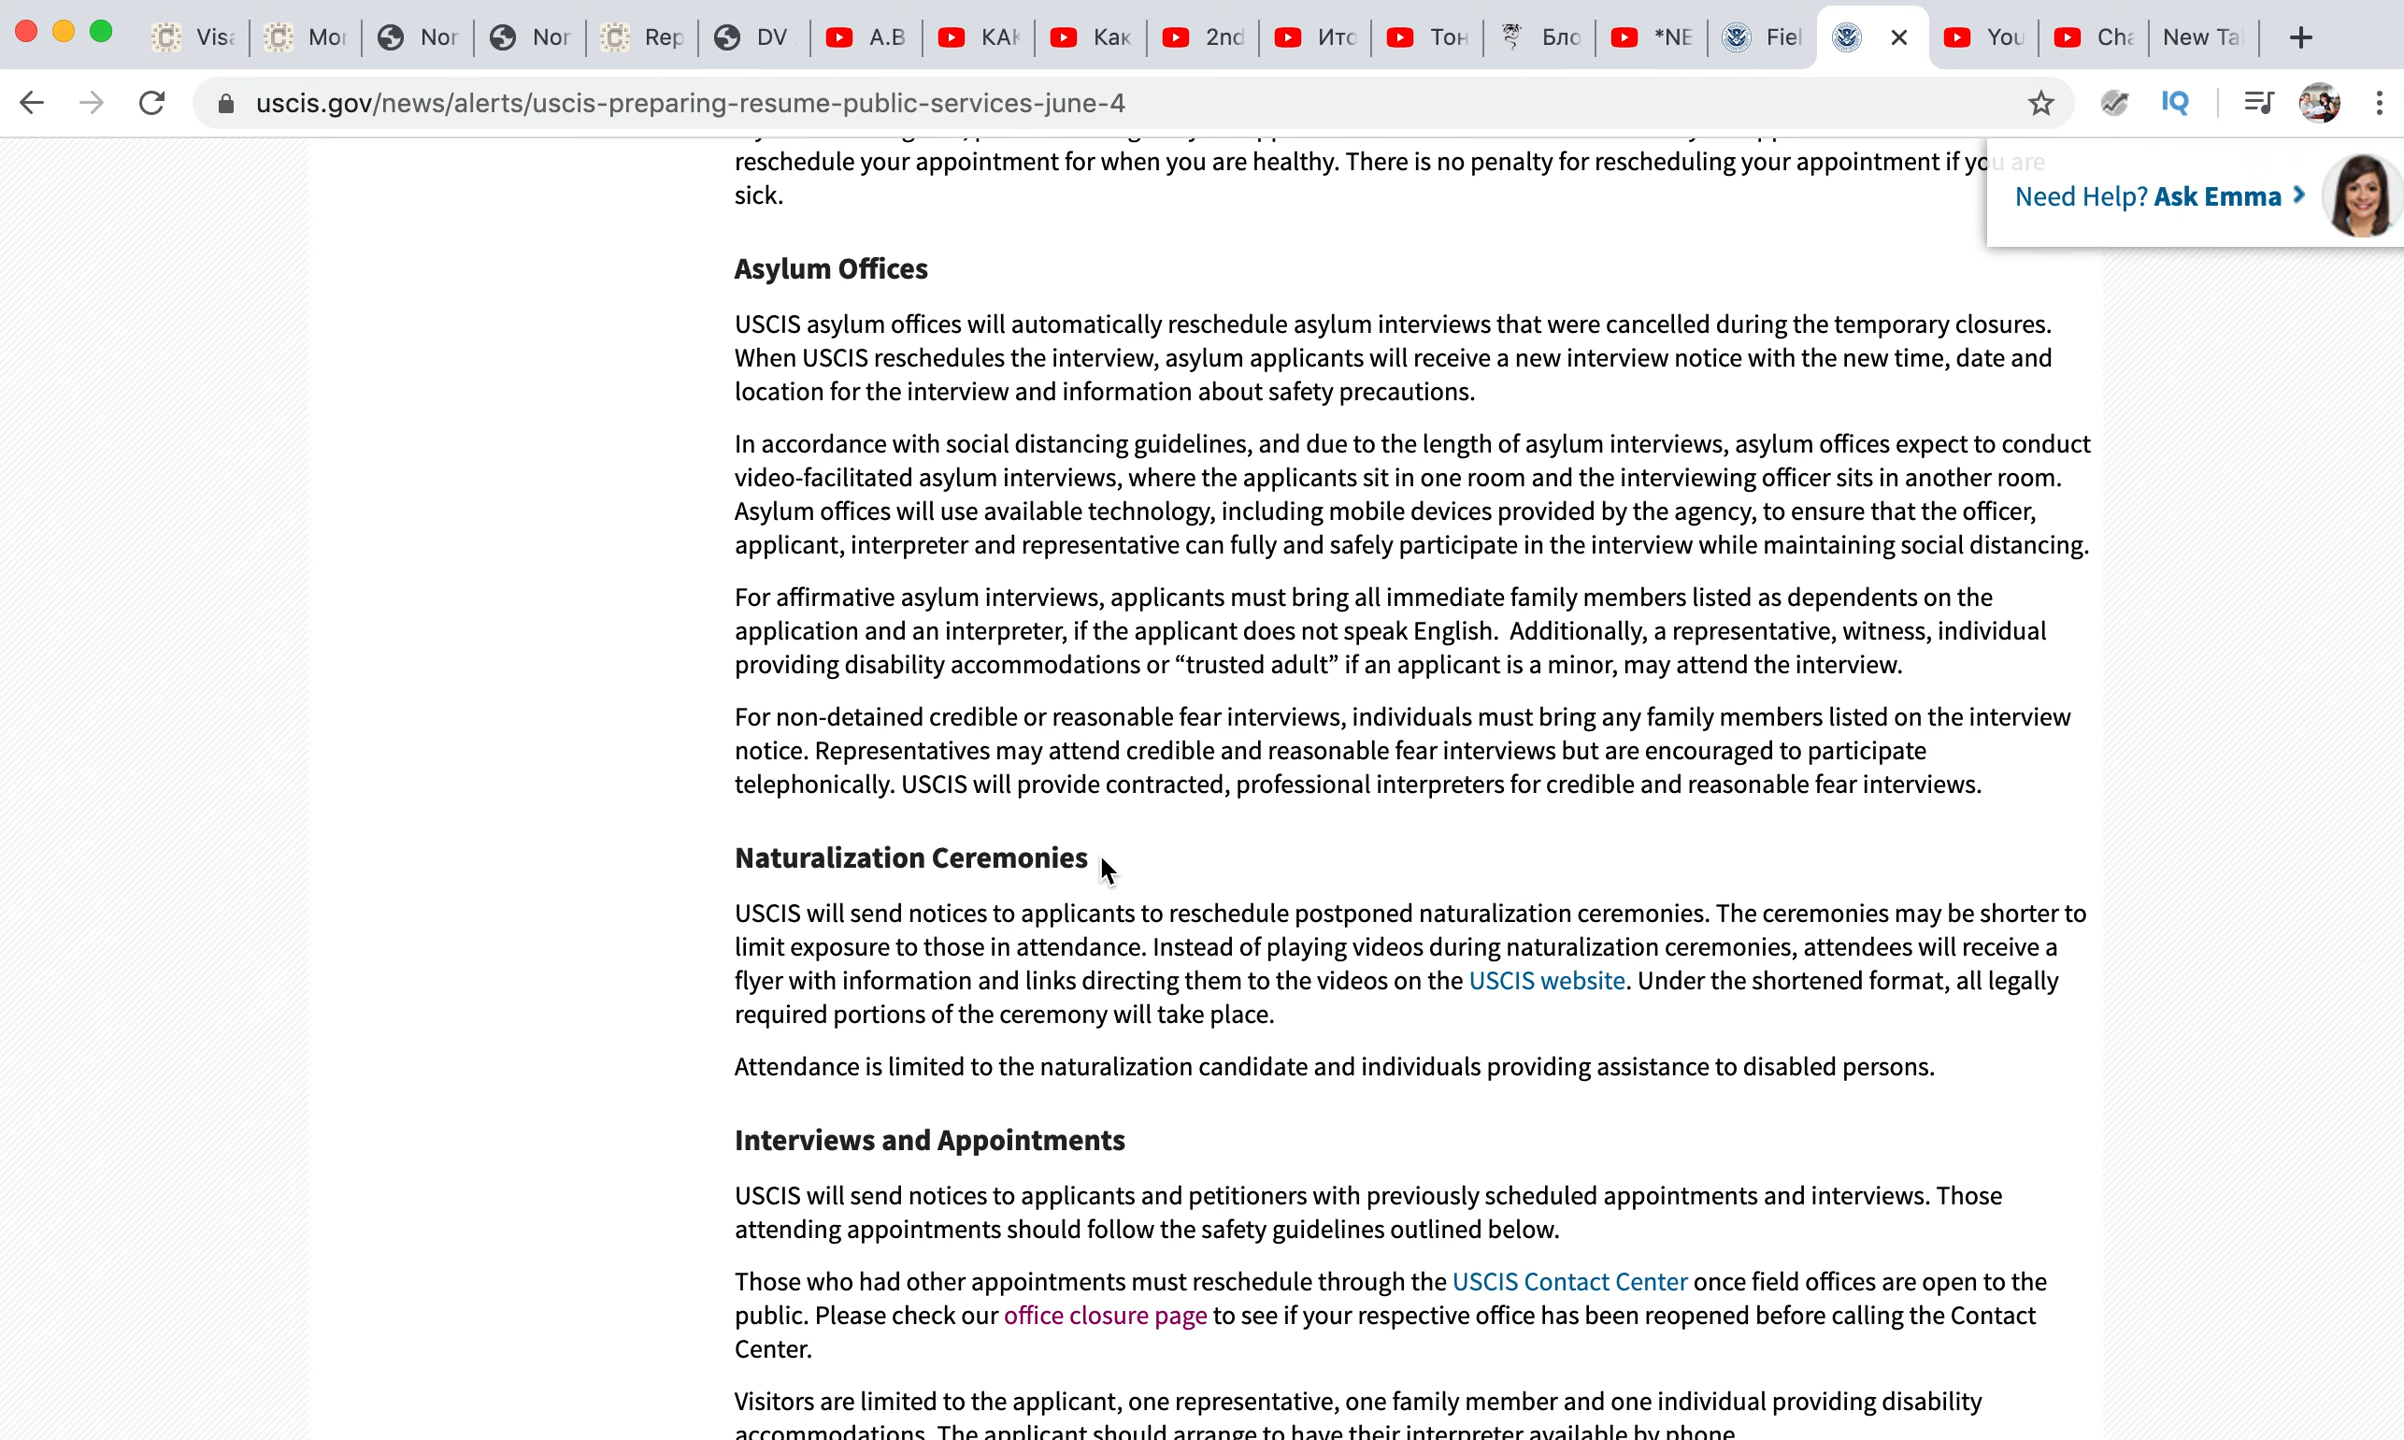 Visa
Mor
Nor
Nor
Rep
DV
A.B
КАК
Как
2nd
Ито
Тон
Бло
*NE
Fiel
You
Cha
New Ta
uscis.gov/news/alerts/uscis-preparing-resume-public-services-june-4
IQ
reschedule your appointment for when you are healthy. There is no penalty for rescheduling your appointment if you are
sick.
Need Help? Ask Emma
Asylum Offices
USCIS asylum offices will automatically reschedule asylum interviews that were cancelled during the temporary closures.
When USCIS reschedules the interview, asylum applicants will receive a new interview notice with the new time, date and
location for the interview and information about safety precautions.
In accordance with social distancing guidelines, and due to the length of asylum interviews, asylum offices expect to conduct
video-facilitated asylum interviews, where the applicants sit in one room and the interviewing officer sits in another room.
Asylum offices will use available technology, including mobile devices provided by the agency, to ensure that the officer,
applicant, interpreter and representative can fully and safely participate in the interview while maintaining social distancing.
For affirmative asylum interviews, applicants must bring all immediate family members listed as dependents on the
application and an interpreter, if the applicant does not speak English. Additionally, a representative, witness, individual
providing disability accommodations or “trusted adult” if an applicant is a minor, may attend the interview.
For non-detained credible or reasonable fear interviews, individuals must bring any family members listed on the interview
notice. Representatives may attend credible and reasonable fear interviews but are encouraged to participate
telephonically. USCIS will provide contracted, professional interpreters for credible and reasonable fear interviews.
Naturalization Ceremonies
USCIS will send notices to applicants to reschedule postponed naturalization ceremonies. The ceremonies may be shorter to
limit exposure to those in attendance. Instead of playing videos during naturalization ceremonies, attendees will receive a
flyer with information and links directing them to the videos on the USCIS website. Under the shortened format, all legally
required portions of the ceremony will take place.
Attendance is limited to the naturalization candidate and individuals providing assistance to disabled persons.
Interviews and Appointments
USCIS will send notices to applicants and petitioners with previously scheduled appointments and interviews. Those
attending appointments should follow the safety guidelines outlined below.
Those who had other appointments must reschedule through the USCIS Contact Center once field offices are open to the
public. Please check our office closure page to see if your respective office has been reopened before calling the Contact
Center.
Visitors are limited to the applicant, one representative, one family member and one individual providing disability
accommodations. The applicant should arrange to have their interpreter available by phone.